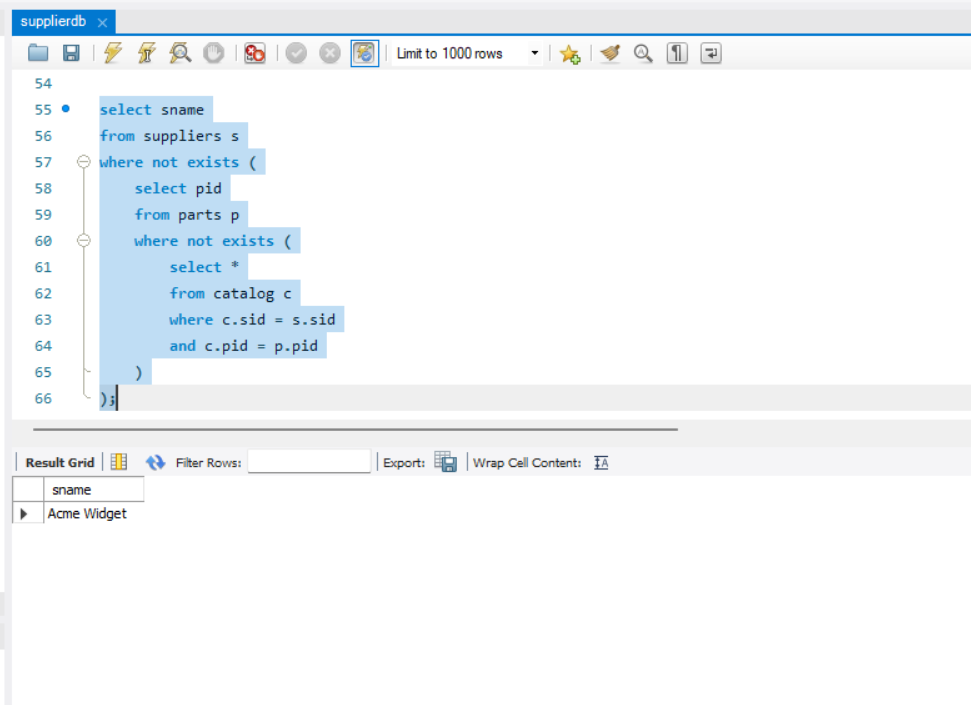 supplierdb ×
Limit to 1000 rows
54
55 select sname
56 from suppliers s
57 where not exists (
58 select pid
59 from parts p
60 where not exists (
61 select *
62 from catalog c
63 where c.sid = s.sid
64 and c.pid = p.pid
65 )
66 );
Result Grid Filter Rows: Export: Wrap Cell Content:
sname
Acme Widget